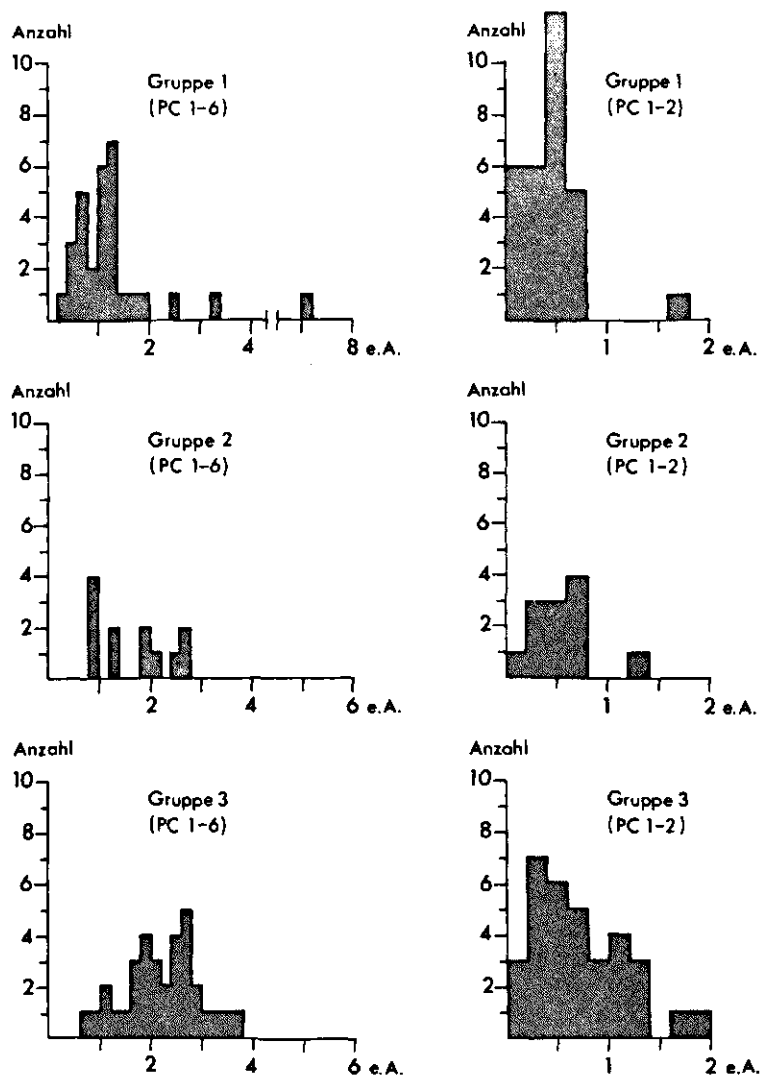 Anzahl
10
8
6
4
2
Gruppe 1
(PC 1-6)
2 4 8 e.A.
Anzahl
10
8
6
4
2
Gruppe 1
(PC 1-2)
1 2 e.A.
Anzahl
10
8
6
4
2
Gruppe 2
(PC 1-6)
2 4 6 e.A.
Anzahl
10
8
6
4
2
Gruppe 2
(PC 1-2)
1 2 e.A.
Anzahl
10
8
6
4
2
Gruppe 3
(PC 1-6)
2 4 6 e.A.
Anzahl
10
8
6
4
2
Gruppe 3
(PC 1-2)
1 2 e.A.